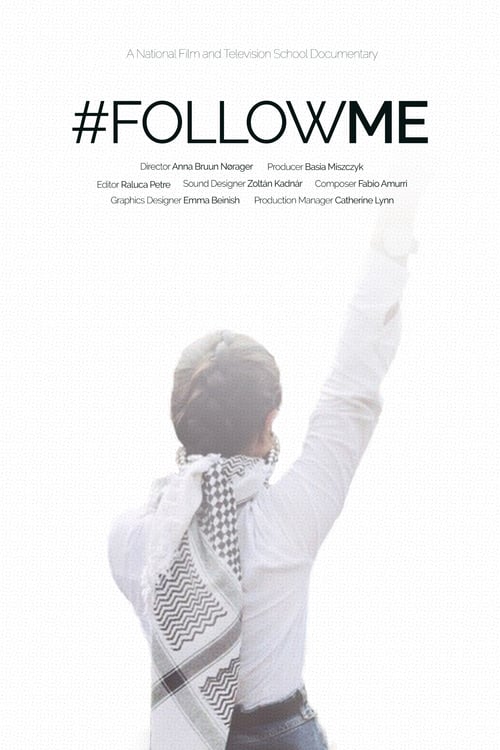 A National Film and Television School Documentary
#FOLLOWME
Director Anna Bruun Nørager Producer Basia Miszczyk
Editor Raluca Petre Sound Designer Zoltán Kadnár Composer Fabio Amurri
Graphics Designer Emma Beinish Production Manager Catherine Lynn